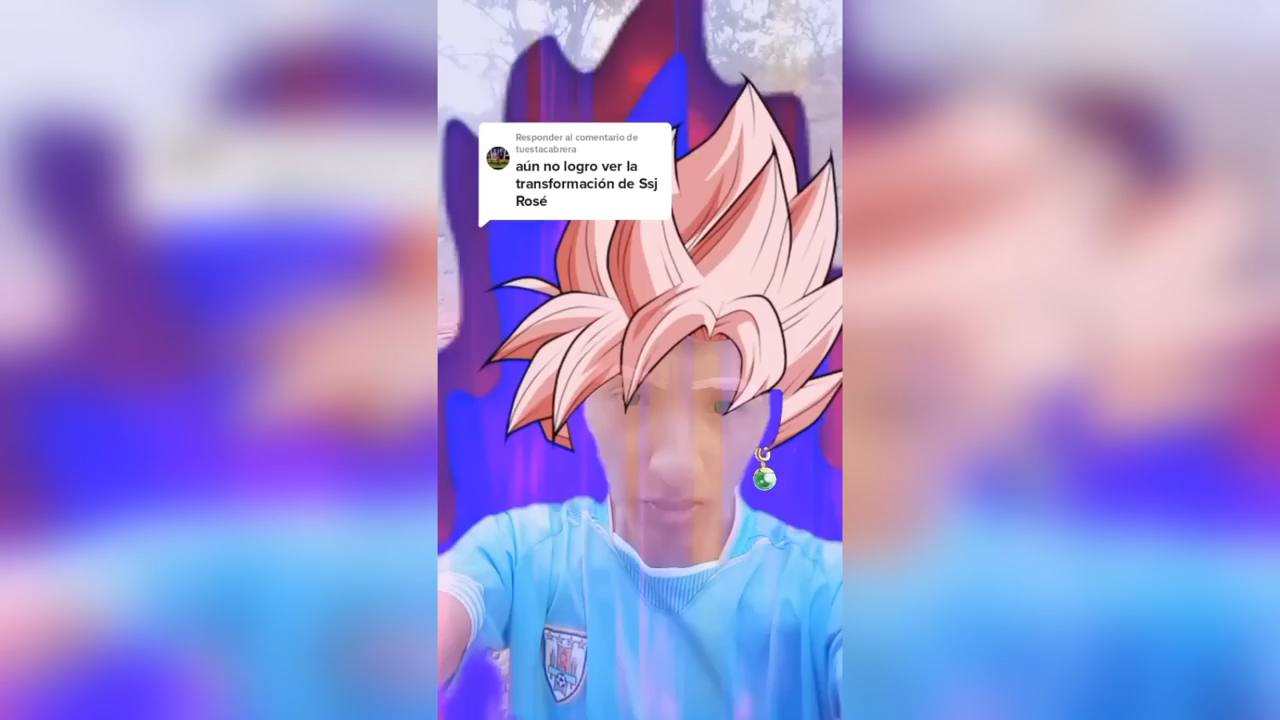 Responder al comentario de
tuestacabrera
aún no logro ver la
transformación de Ssj
Rosé